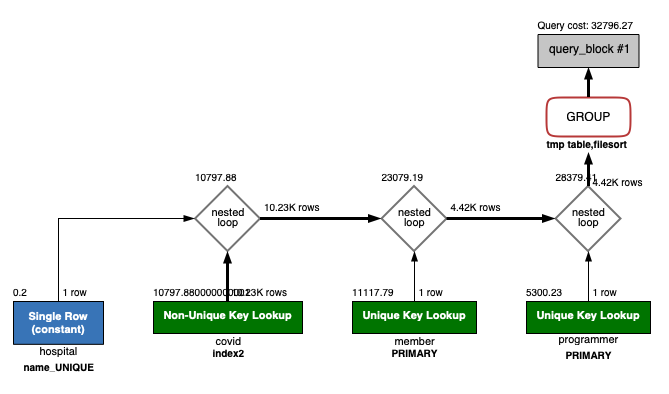 Query cost: 32796.27
query_block #1
GROUP
tmp table,filesort
10797.88
23079.19
28379.41
4.42K rows
nested
loop
10.23K rows
nested
loop
4.42K rows
nested
loop
0.2
1 row
10.23K rows
11117.79
1 row
5300.23
1 row
Single Row
(constant)
Non-Unique Key Lookup
Unique Key Lookup
Unique Key Lookup
hospital
covid
member
programmer
name_UNIQUE
index2
PRIMARY
PRIMARY